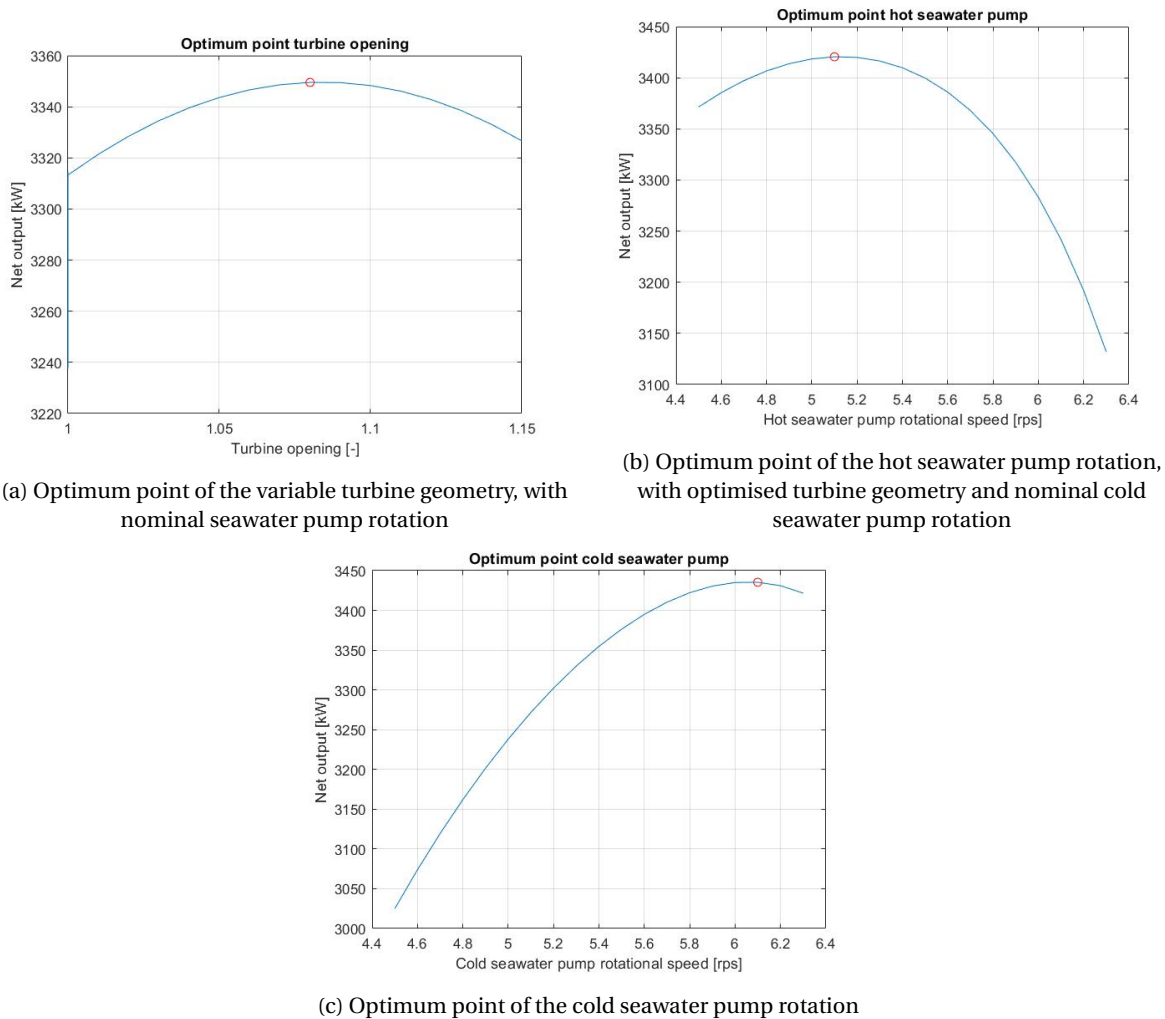 Optimum point turbine opening
3360
3340
3320
3300
3280
3260
3240
3220
Net output [kW]
1 1.05 1.1 1.15
Turbine opening [-]
(a) Optimum point of the variable turbine geometry, with
nominal seawater pump rotation
Optimum point hot seawater pump
3450
3400
3350
3300
3250
3200
3150
3100
Net output [kW]
4.4 4.6 4.8 5 5.2 5.4 5.6 5.8 6 6.2 6.4
Hot seawater pump rotational speed [rps]
(b) Optimum point of the hot seawater pump rotation,
with optimised turbine geometry and nominal cold
seawater pump rotation
Optimum point cold seawater pump
3450
3400
3350
3300
3250
3200
3150
3100
3050
3000
Net output [kW]
4.4 4.6 4.8 5 5.2 5.4 5.6 5.8 6 6.2 6.4
Cold seawater pump rotational speed [rps]
(c) Optimum point of the cold seawater pump rotation